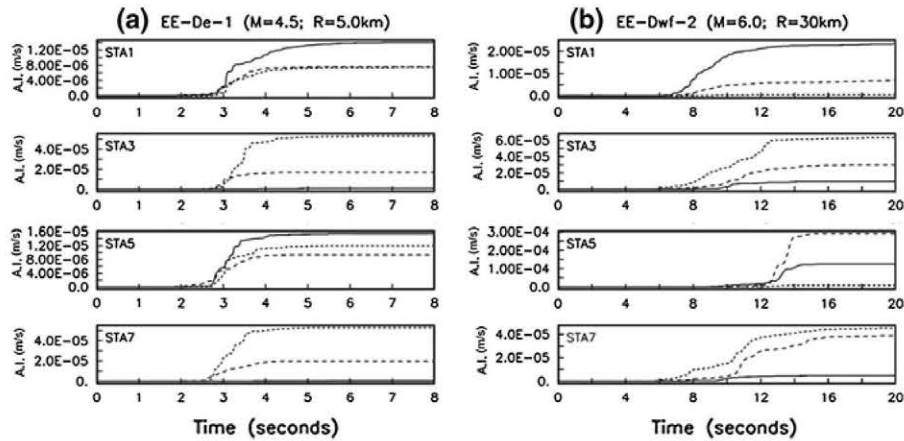 (a) EE-De-1 (M=4.5; R=5.0km)
A.I. (m/s)
1.20E-05
8.00E-06
4.00E-06
0.0
STA1
0 1 2 3 4 5 6 7 8
A.I. (m/s)
4.0E-05
2.0E-05
0.
STA3
0 1 2 3 4 5 6 7 8
A.I. (m/s)
1.60E-05
1.20E-05
8.00E-06
4.00E-06
0.0
STA5
0 1 2 3 4 5 6 7 8
A.I. (m/s)
4.0E-05
2.0E-05
0.
STA7
0 1 2 3 4 5 6 7 8
Time (seconds)
(b) EE-Dwf-2 (M=6.0; R=30km)
A.I. (m/s)
2.00E-05
1.00E-05
0.0
STA1
0 4 8 12 16 20
A.I. (m/s)
6.0E-05
4.0E-05
2.0E-05
0.
STA3
0 4 8 12 16 20
A.I. (m/s)
3.00E-04
2.00E-04
1.00E-04
0.0
STA5
0 4 8 12 16 20
A.I. (m/s)
4.0E-05
2.0E-05
0.
STA7
0 4 8 12 16 20
Time (seconds)